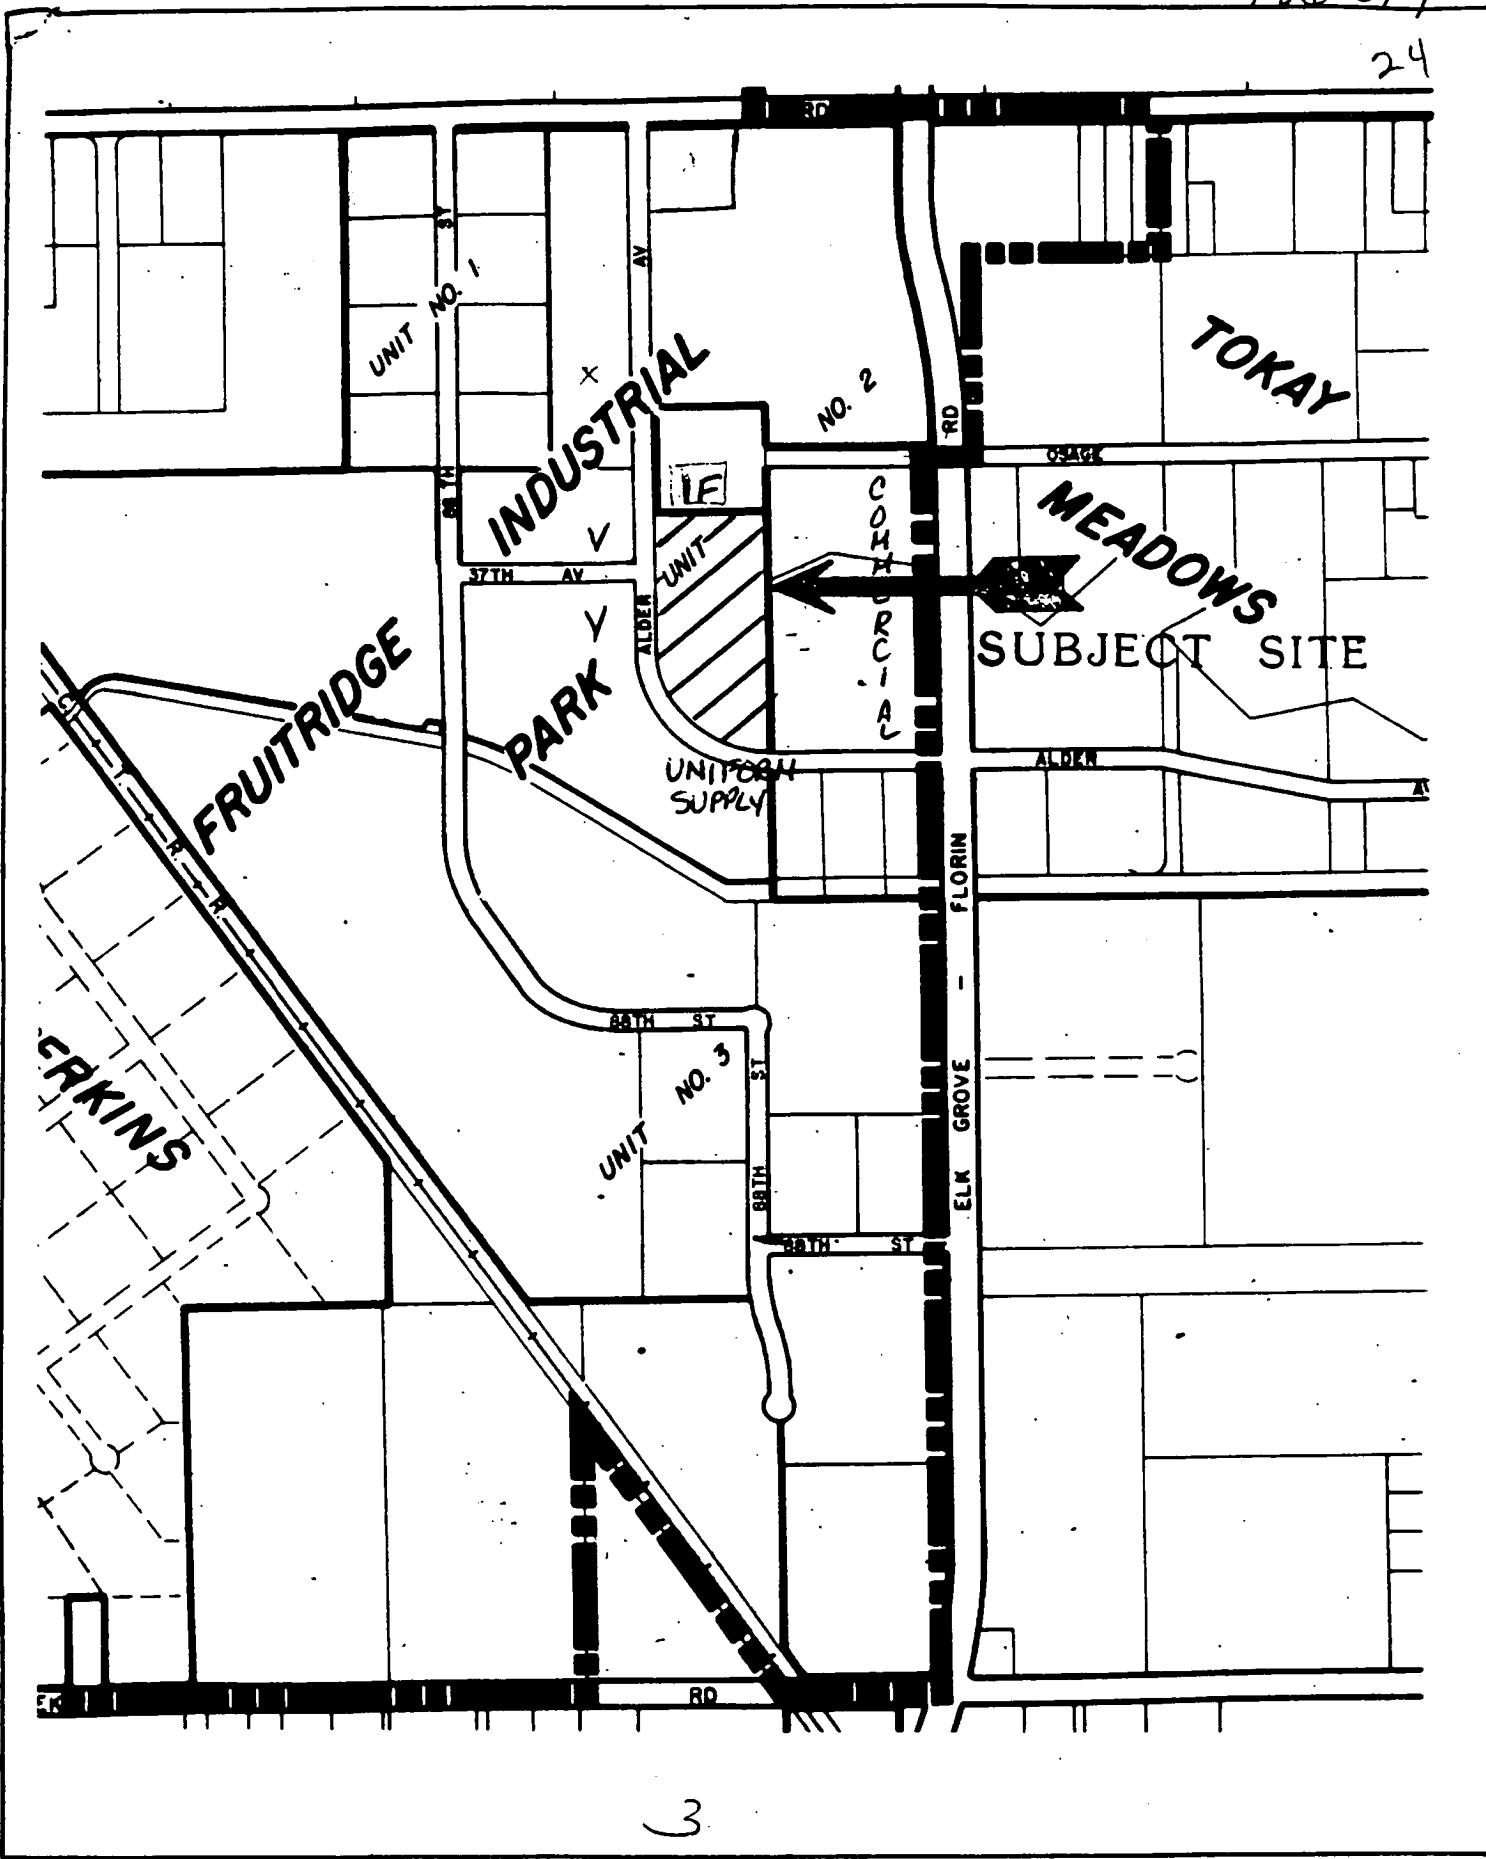 24
RD
ST
AV
UNIT NO. 1
TOKAY
INDUSTRIAL
NO. 2
RD
OSAGE
LF
88 TH
COMMERCIAL
MEADOWS
V
UNIT
37TH AV
ALDER
V
SUBJECT SITE
FRUITRIDGE
PARK
UNIFORM
SUPPLY
ALDER
R
R
ELK GROVE - FLORIN
88TH ST
NO. 3
ST
UNIT
ERKINS
88TH
88TH ST
RD
3